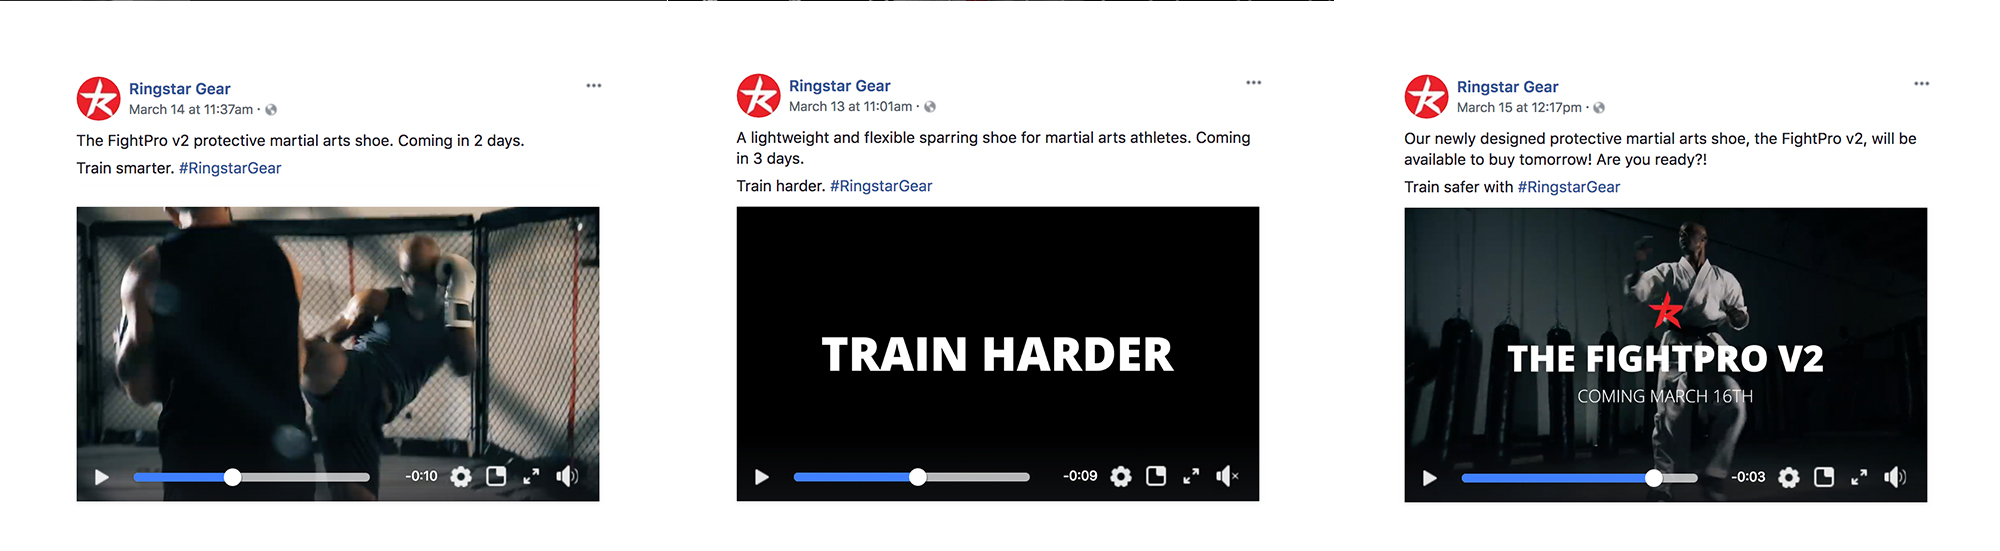 Ringstar Gear
March 14 at 11:37am ·
The FightPro v2 protective martial arts shoe. Coming in 2 days.
Train smarter. #RingstarGear
-0:10
Ringstar Gear
March 13 at 11:01am ·
A lightweight and flexible sparring shoe for martial arts athletes. Coming
in 3 days.
Train harder. #RingstarGear
TRAIN HARDER
-0:09
Ringstar Gear
March 15 at 12:17pm ·
Our newly designed protective martial arts shoe, the FightPro v2, will be
available to buy tomorrow! Are you ready?!
Train safer with #RingstarGear
THE FIGHTPRO V2
COMING MARCH 16TH
-0:03